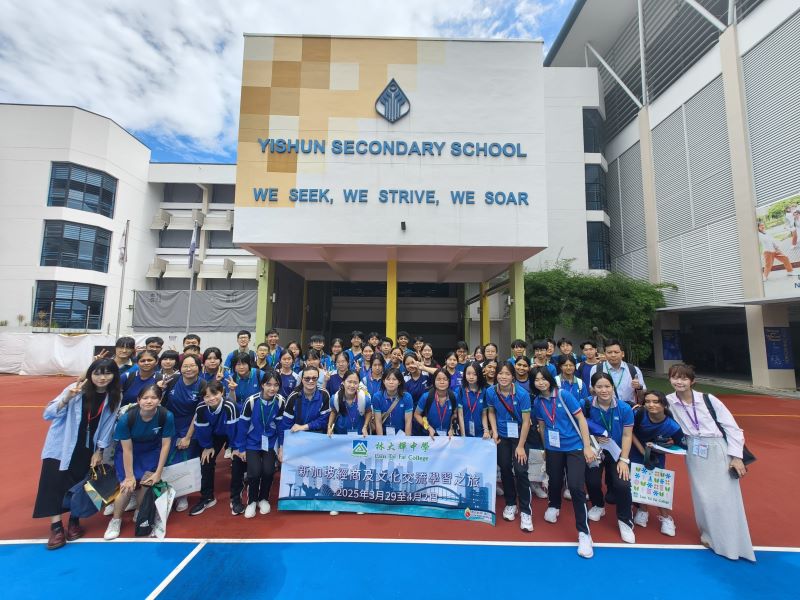 YISHUN SECONDARY SCHOOL
WE SEEK, WE STRIVE, WE SOAR
林大輝中學
Lam Tai Fai College
新加坡經商及文化交流學習之旅
2025年3月29至4月2日